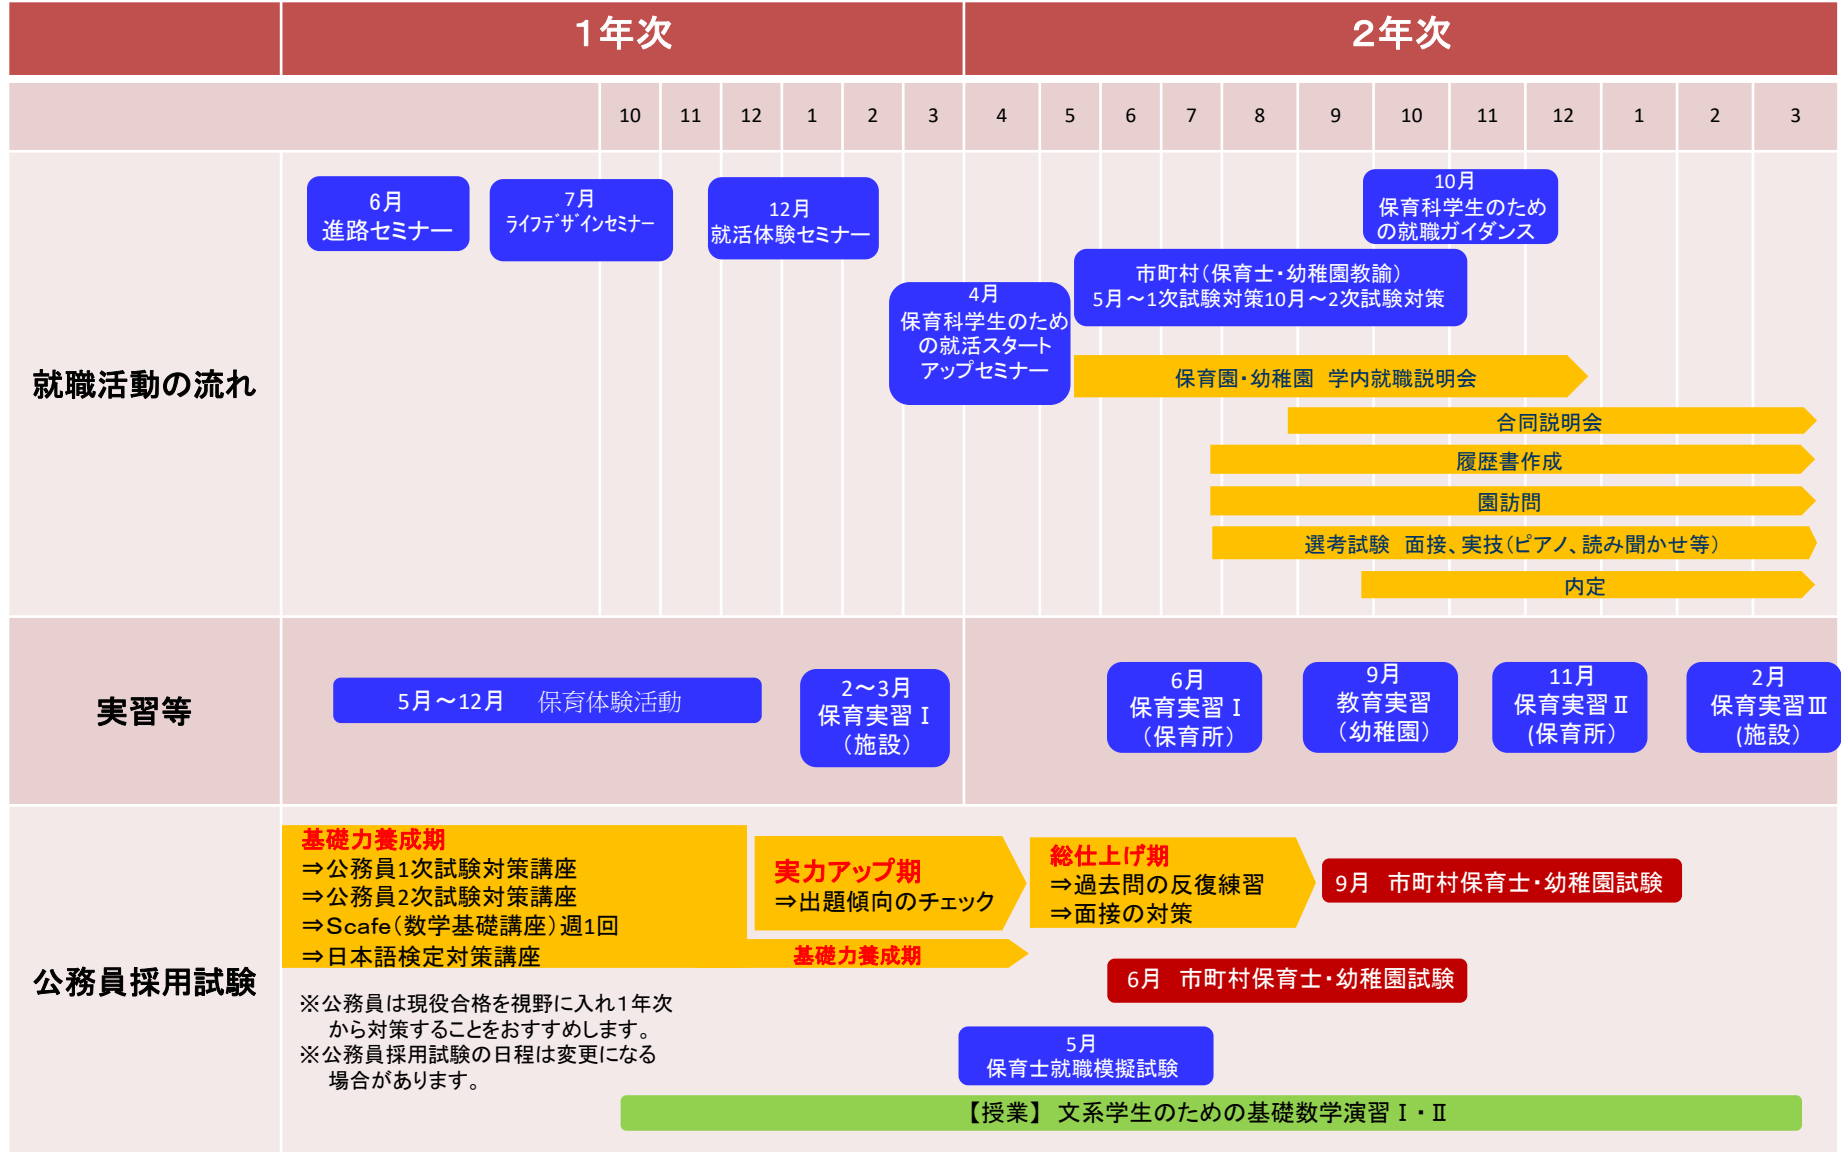 １年次
２年次
10 11 12 1 2 3 4 5 6 7 8 9 10 11 12 1 2 3
就職活動の流れ
6月
進路セミナー
7月
ﾗｲﾌﾃﾞｻﾞｲﾝｾﾐﾅｰ
12月
就活体験セミナー
10月
保育科学生のため
の就職ガイダンス
市町村（保育士・幼稚園教諭）
5月～1次試験対策10月～2次試験対策
4月
保育科学生のため
の就活スタート
アップセミナー
保育園・幼稚園　学内就職説明会
合同説明会
履歴書作成
園訪問
選考試験　面接、実技（ピアノ、読み聞かせ等）
内定
実習等
5月～12月　保育体験活動
2～3月
保育実習Ⅰ
（施設）
6月
保育実習Ⅰ
（保育所）
9月
教育実習
（幼稚園）
11月
保育実習Ⅱ
(保育所）
2月
保育実習Ⅲ
(施設）
公務員採用試験
基礎力養成期
⇒公務員1次試験対策講座
⇒公務員2次試験対策講座
⇒Ｓｃａｆｅ（数学基礎講座）週1回
⇒日本語検定対策講座
基礎力養成期
実力アップ期
⇒出題傾向のチェック
総仕上げ期
⇒過去問の反復練習
⇒面接の対策
9月　市町村保育士・幼稚園試験
6月　市町村保育士・幼稚園試験
※公務員は現役合格を視野に入れ１年次
から対策することをおすすめします。
※公務員採用試験の日程は変更になる
場合があります。
5月
保育士就職模擬試験
【授業】 文系学生のための基礎数学演習Ⅰ・Ⅱ